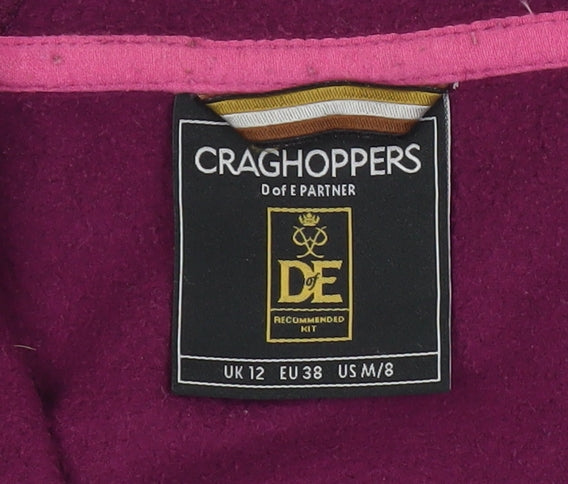 CRAGHOPPERS
D of E PARTNER
DofE
RECOMMENDED
KIT
UK 12 EU 38 US M/8